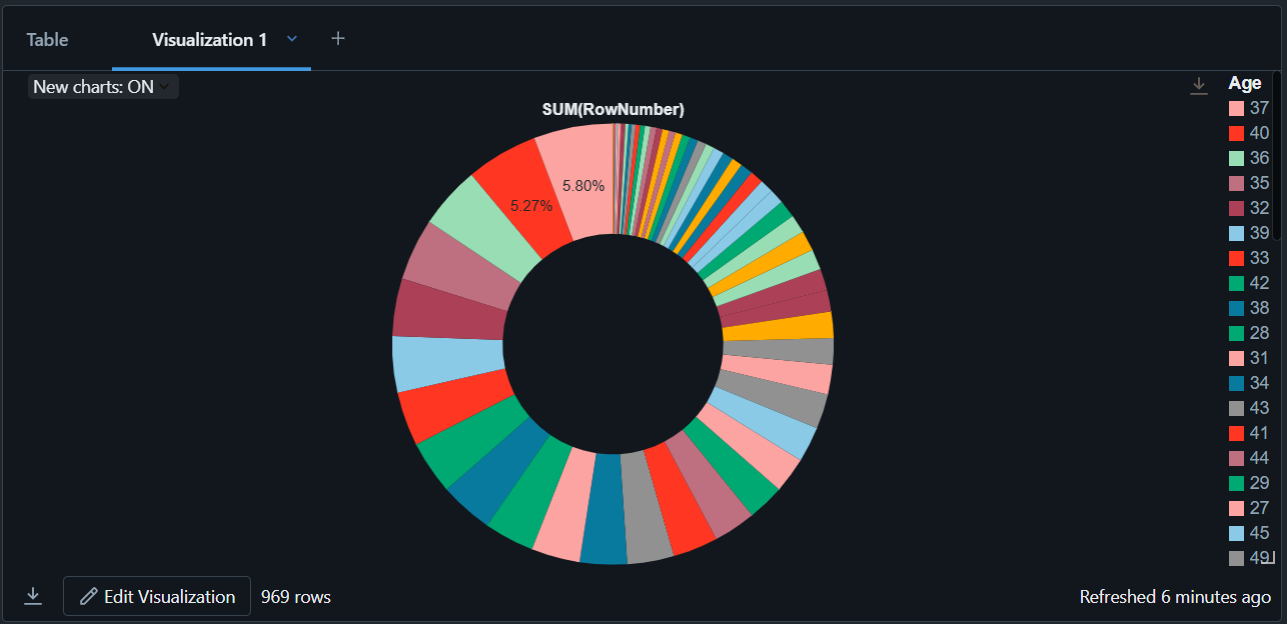 Table
Visualization 1
New charts: ON
SUM(RowNumber)
5.80%
5.27%
Age
37
40
36
35
32
39
33
42
38
28
31
34
43
41
44
29
27
45
49
Edit Visualization
969 rows
Refreshed 6 minutes ago